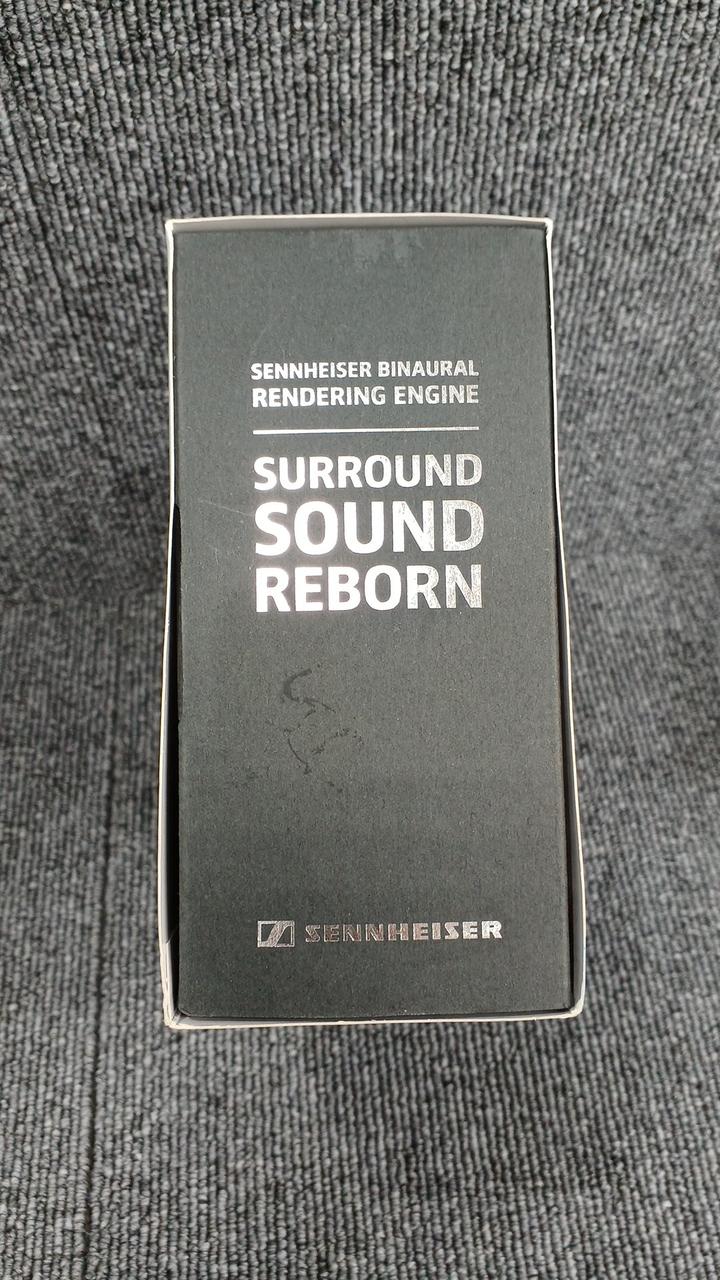 SENNHEISER BINAURAL
RENDERING ENGINE
SURROUND
SOUND
REBORN
SENNHEISER